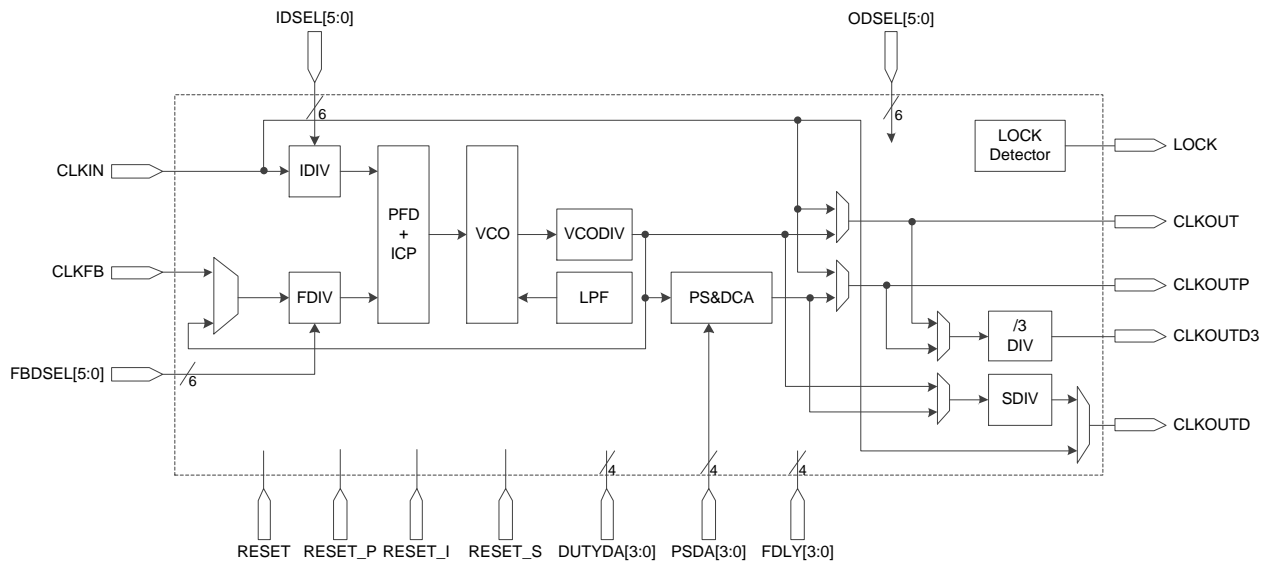 IDSEL[5:0]
ODSEL[5:0]
6
6
LOCK
Detector
LOCK
CLKIN
IDIV
PFD
+
ICP
VCO
VCODIV
CLKOUT
CLKFB
FDIV
LPF
PS&DCA
CLKOUTP
/3
DIV
CLKOUTD3
FBDSEL[5:0]
6
SDIV
CLKOUTD
4
4
4
RESET
RESET_P
RESET_I
RESET_S
DUTYDA[3:0]
PSDA[3:0]
FDLY[3:0]